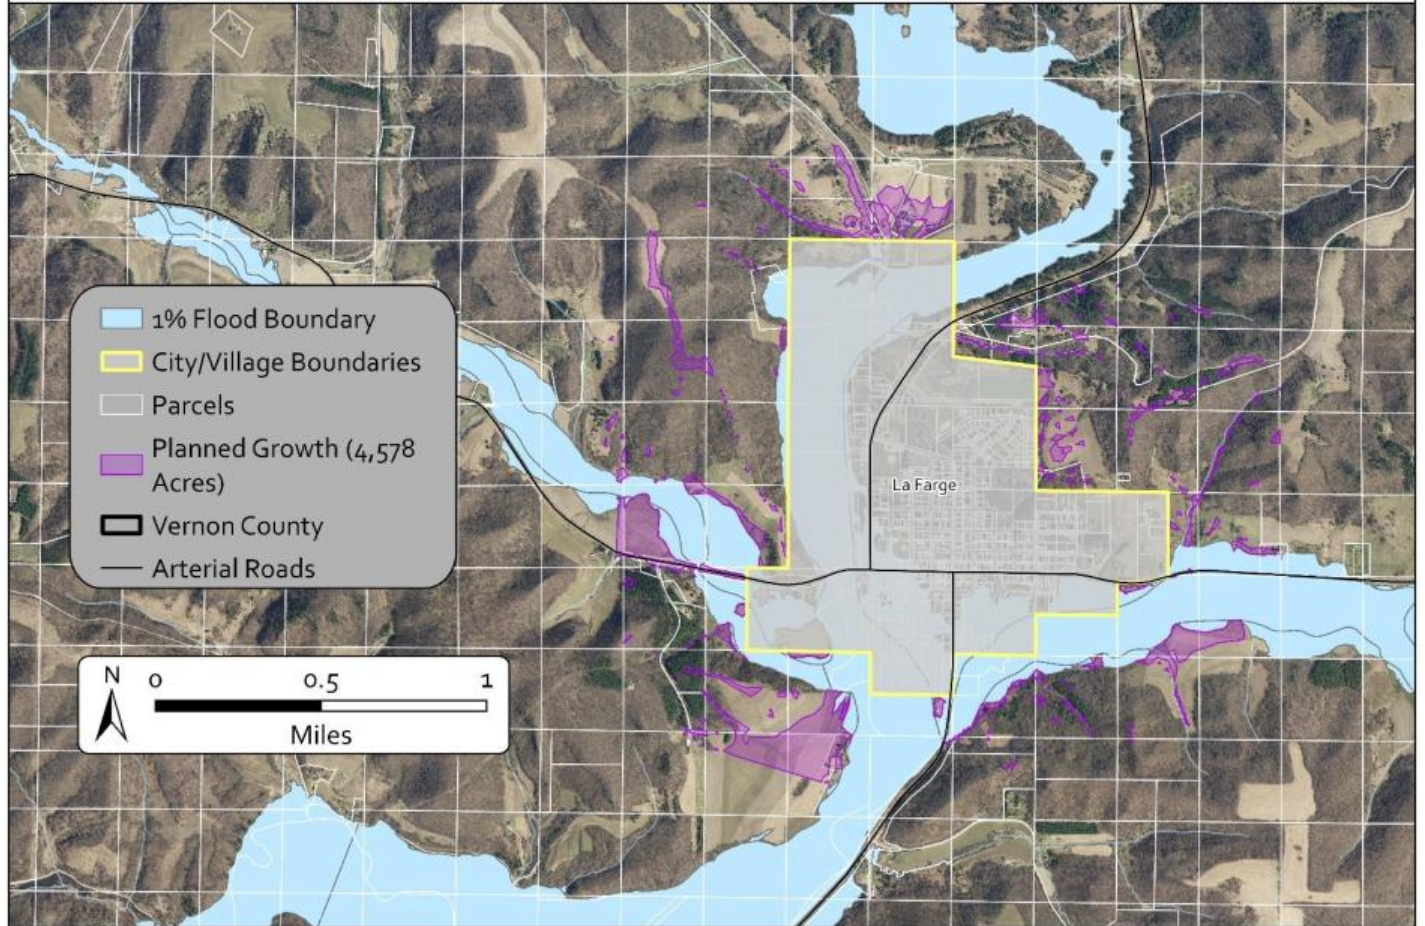 1% Flood Boundary
City/Village Boundaries
Parcels
Planned Growth (4,578
Acres)
Vernon County
Arterial Roads
La Farge
N
0 0.5 1
Miles